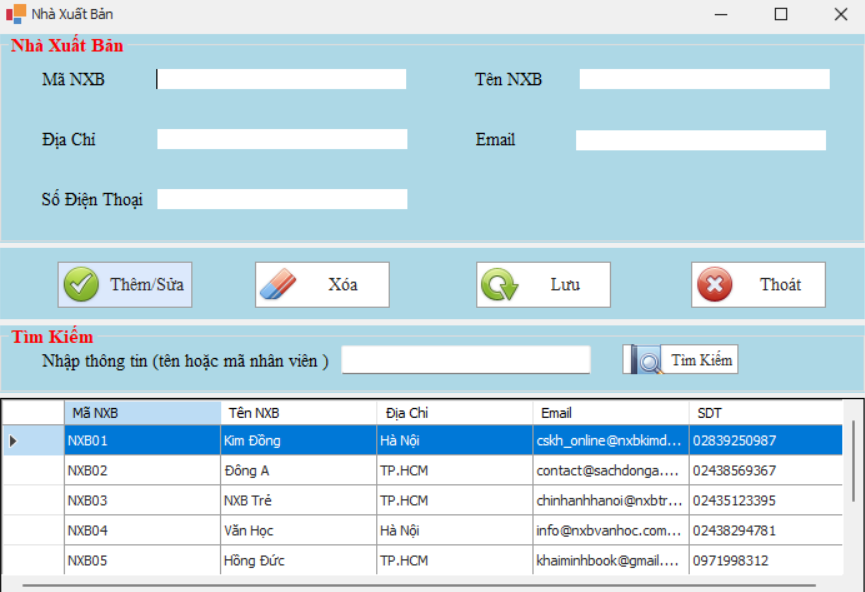 Nhà Xuất Bản
Nhà Xuất Bản
Mã NXB Tên NXB
Địa Chỉ Email
Số Điện Thoại
Thêm/Sửa Xóa Lưu Thoát
Tìm Kiếm
Nhập thông tin (tên hoặc mã nhân viên ) Tìm Kiếm
Mã NXB Tên NXB Địa Chỉ Email SDT
NXB01 Kim Đồng Hà Nội cskh_online@nxbkimd... 02839250987
NXB02 Đông A TP.HCM contact@sachdonga.... 02438569367
NXB03 NXB Trẻ TP.HCM chinhanhhanoi@nxbtr... 02435123395
NXB04 Văn Học Hà Nội info@nxbvanhoc.com... 02438294781
NXB05 Hồng Đức TP.HCM khaiminhbook@gmail.... 0971998312